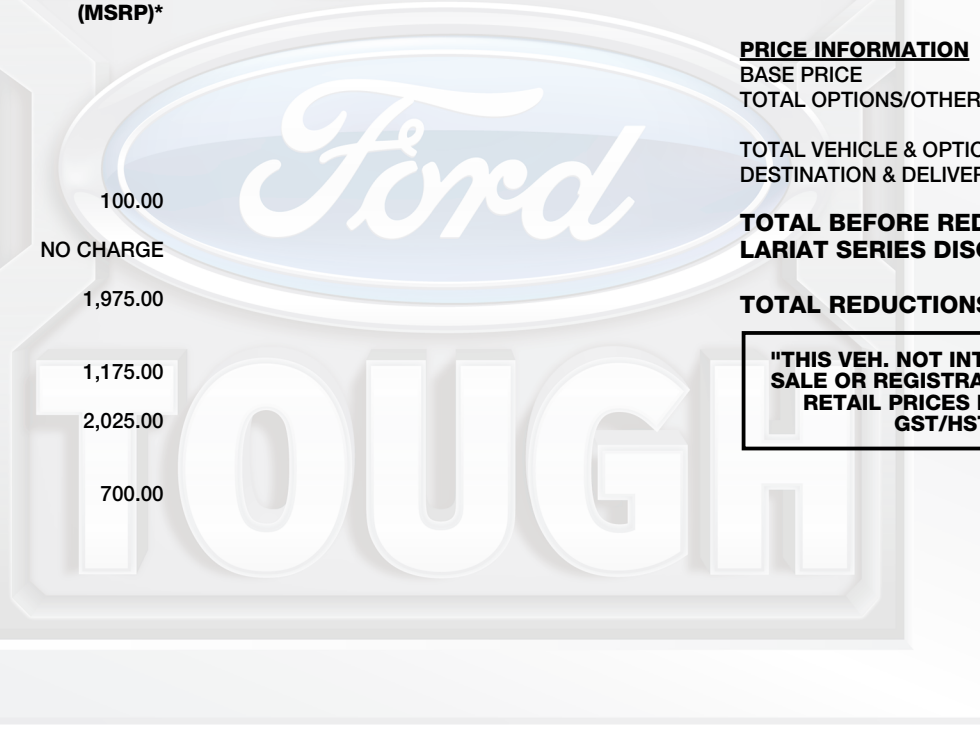 (MSRP)*
100.00
NO CHARGE
1,975.00
1,175.00
2,025.00
700.00
Ford
TOUGH
PRICE INFORMATION
BASE PRICE
TOTAL OPTIONS/OTHER
TOTAL VEHICLE & OPTIO
DESTINATION & DELIVER
TOTAL BEFORE RED
LARIAT SERIES DISC
TOTAL REDUCTIONS
"THIS VEH. NOT INT
SALE OR REGISTRA
RETAIL PRICES
GST/HST